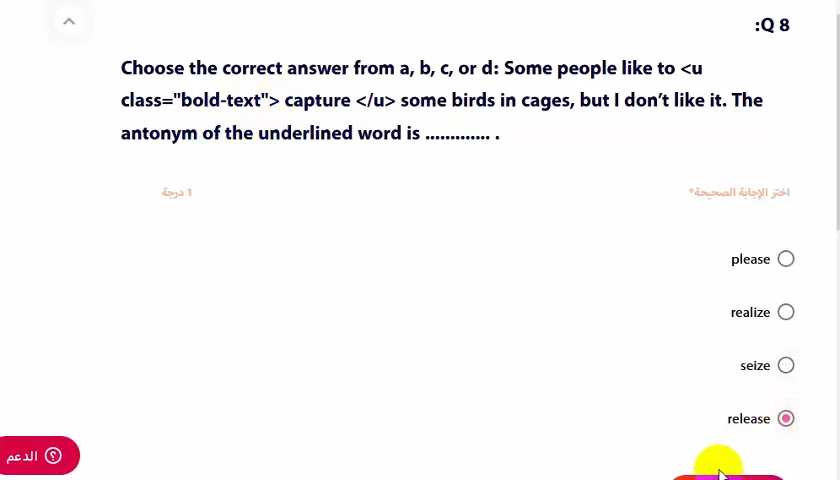 :Q 8
Choose the correct answer from a, b, c, or d: Some people like to <u
class="bold-text"> capture </u> some birds in cages, but I don’t like it. The
antonym of the underlined word is ............. .
اختر الإجابة الصحيحة*
1 درجة
please
realize
seize
release
الدعم